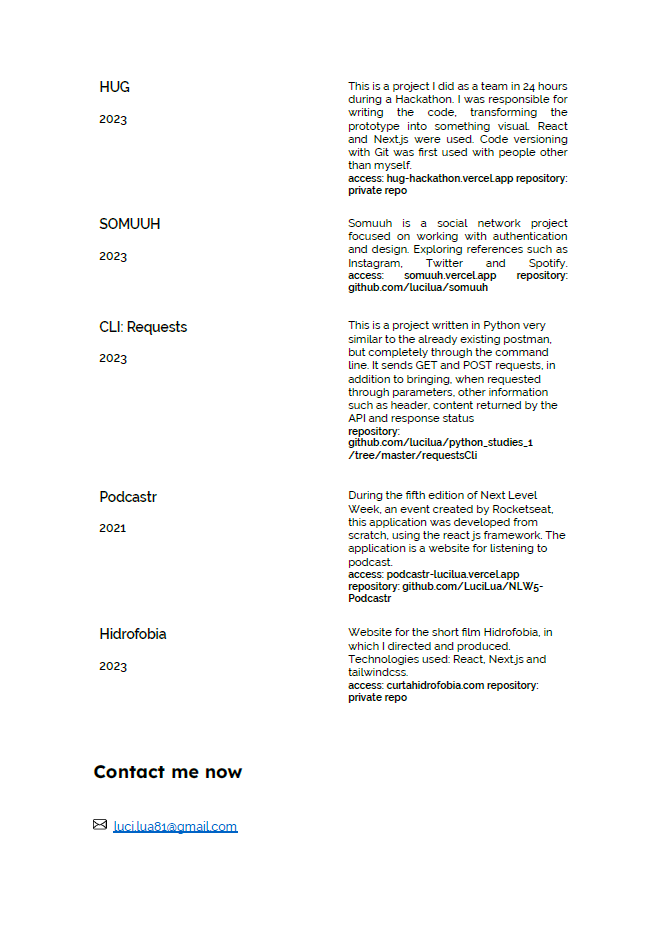 HUG
2023
This is a project I did as a team in 24 hours
during a Hackathon. I was responsible for
writing the code, transforming the
prototype into something visual. React
and Next.js were used. Code versioning
with Git was first used with people other
than myself.
access: hug-hackathon.vercel.app repository:
private repo
SOMUUH
2023
Somuuh is a social network project
focused on working with authentication
and design. Exploring references such as
Instagram, Twitter and Spotify.
access: somuuh.vercel.app repository:
github.com/lucilua/somuuh
CLI: Requests
2023
This is a project written in Python very
similar to the already existing postman,
but completely through the command
line. It sends GET and POST requests, in
addition to bringing, when requested
through parameters, other information
such as header, content returned by the
API and response status
repository:
github.com/lucilua/python_studies_1
/tree/master/requestsCli
Podcastr
2021
During the fifth edition of Next Level
Week, an event created by Rocketseat,
this application was developed from
scratch, using the react js framework. The
application is a website for listening to
podcast.
access: podcastr-lucilua.vercel.app
repository: github.com/LuciLua/NLW5-
Podcastr
Hidrofobia
2023
Website for the short film Hidrofobia, in
which I directed and produced.
Technologies used: React, Next.js and
tailwindcss.
access: curtahidrofobia.com repository:
private repo
Contact me now
luci.lua81@gmail.com